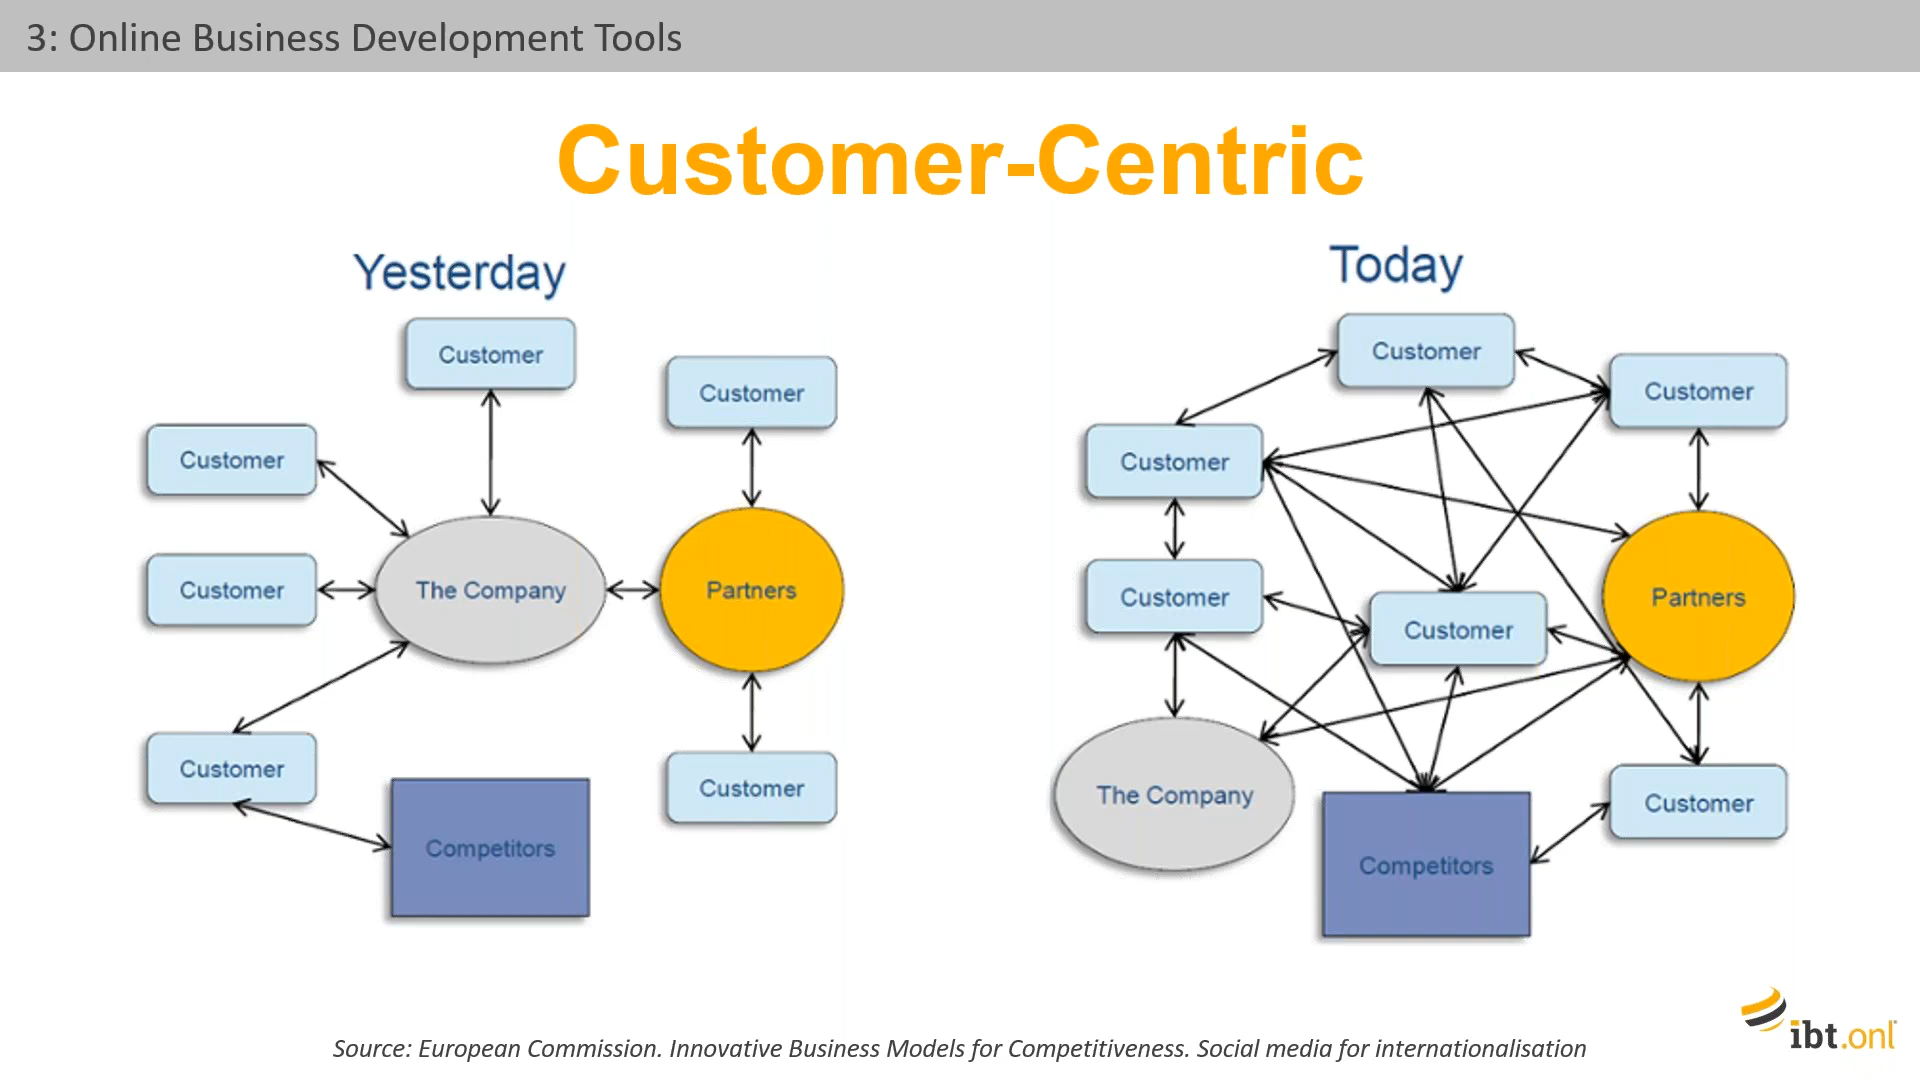 3: Online Business Development Tools
Customer-Centric
Yesterday
Customer
Customer
Customer
Customer
The Company
Partners
Customer
Customer
Competitors
Today
Customer
Customer
Customer
Customer
Customer
Partners
The Company
Customer
Competitors
ibt.onl
Source: European Commission. Innovative Business Models for Competitiveness. Social media for internationalisation